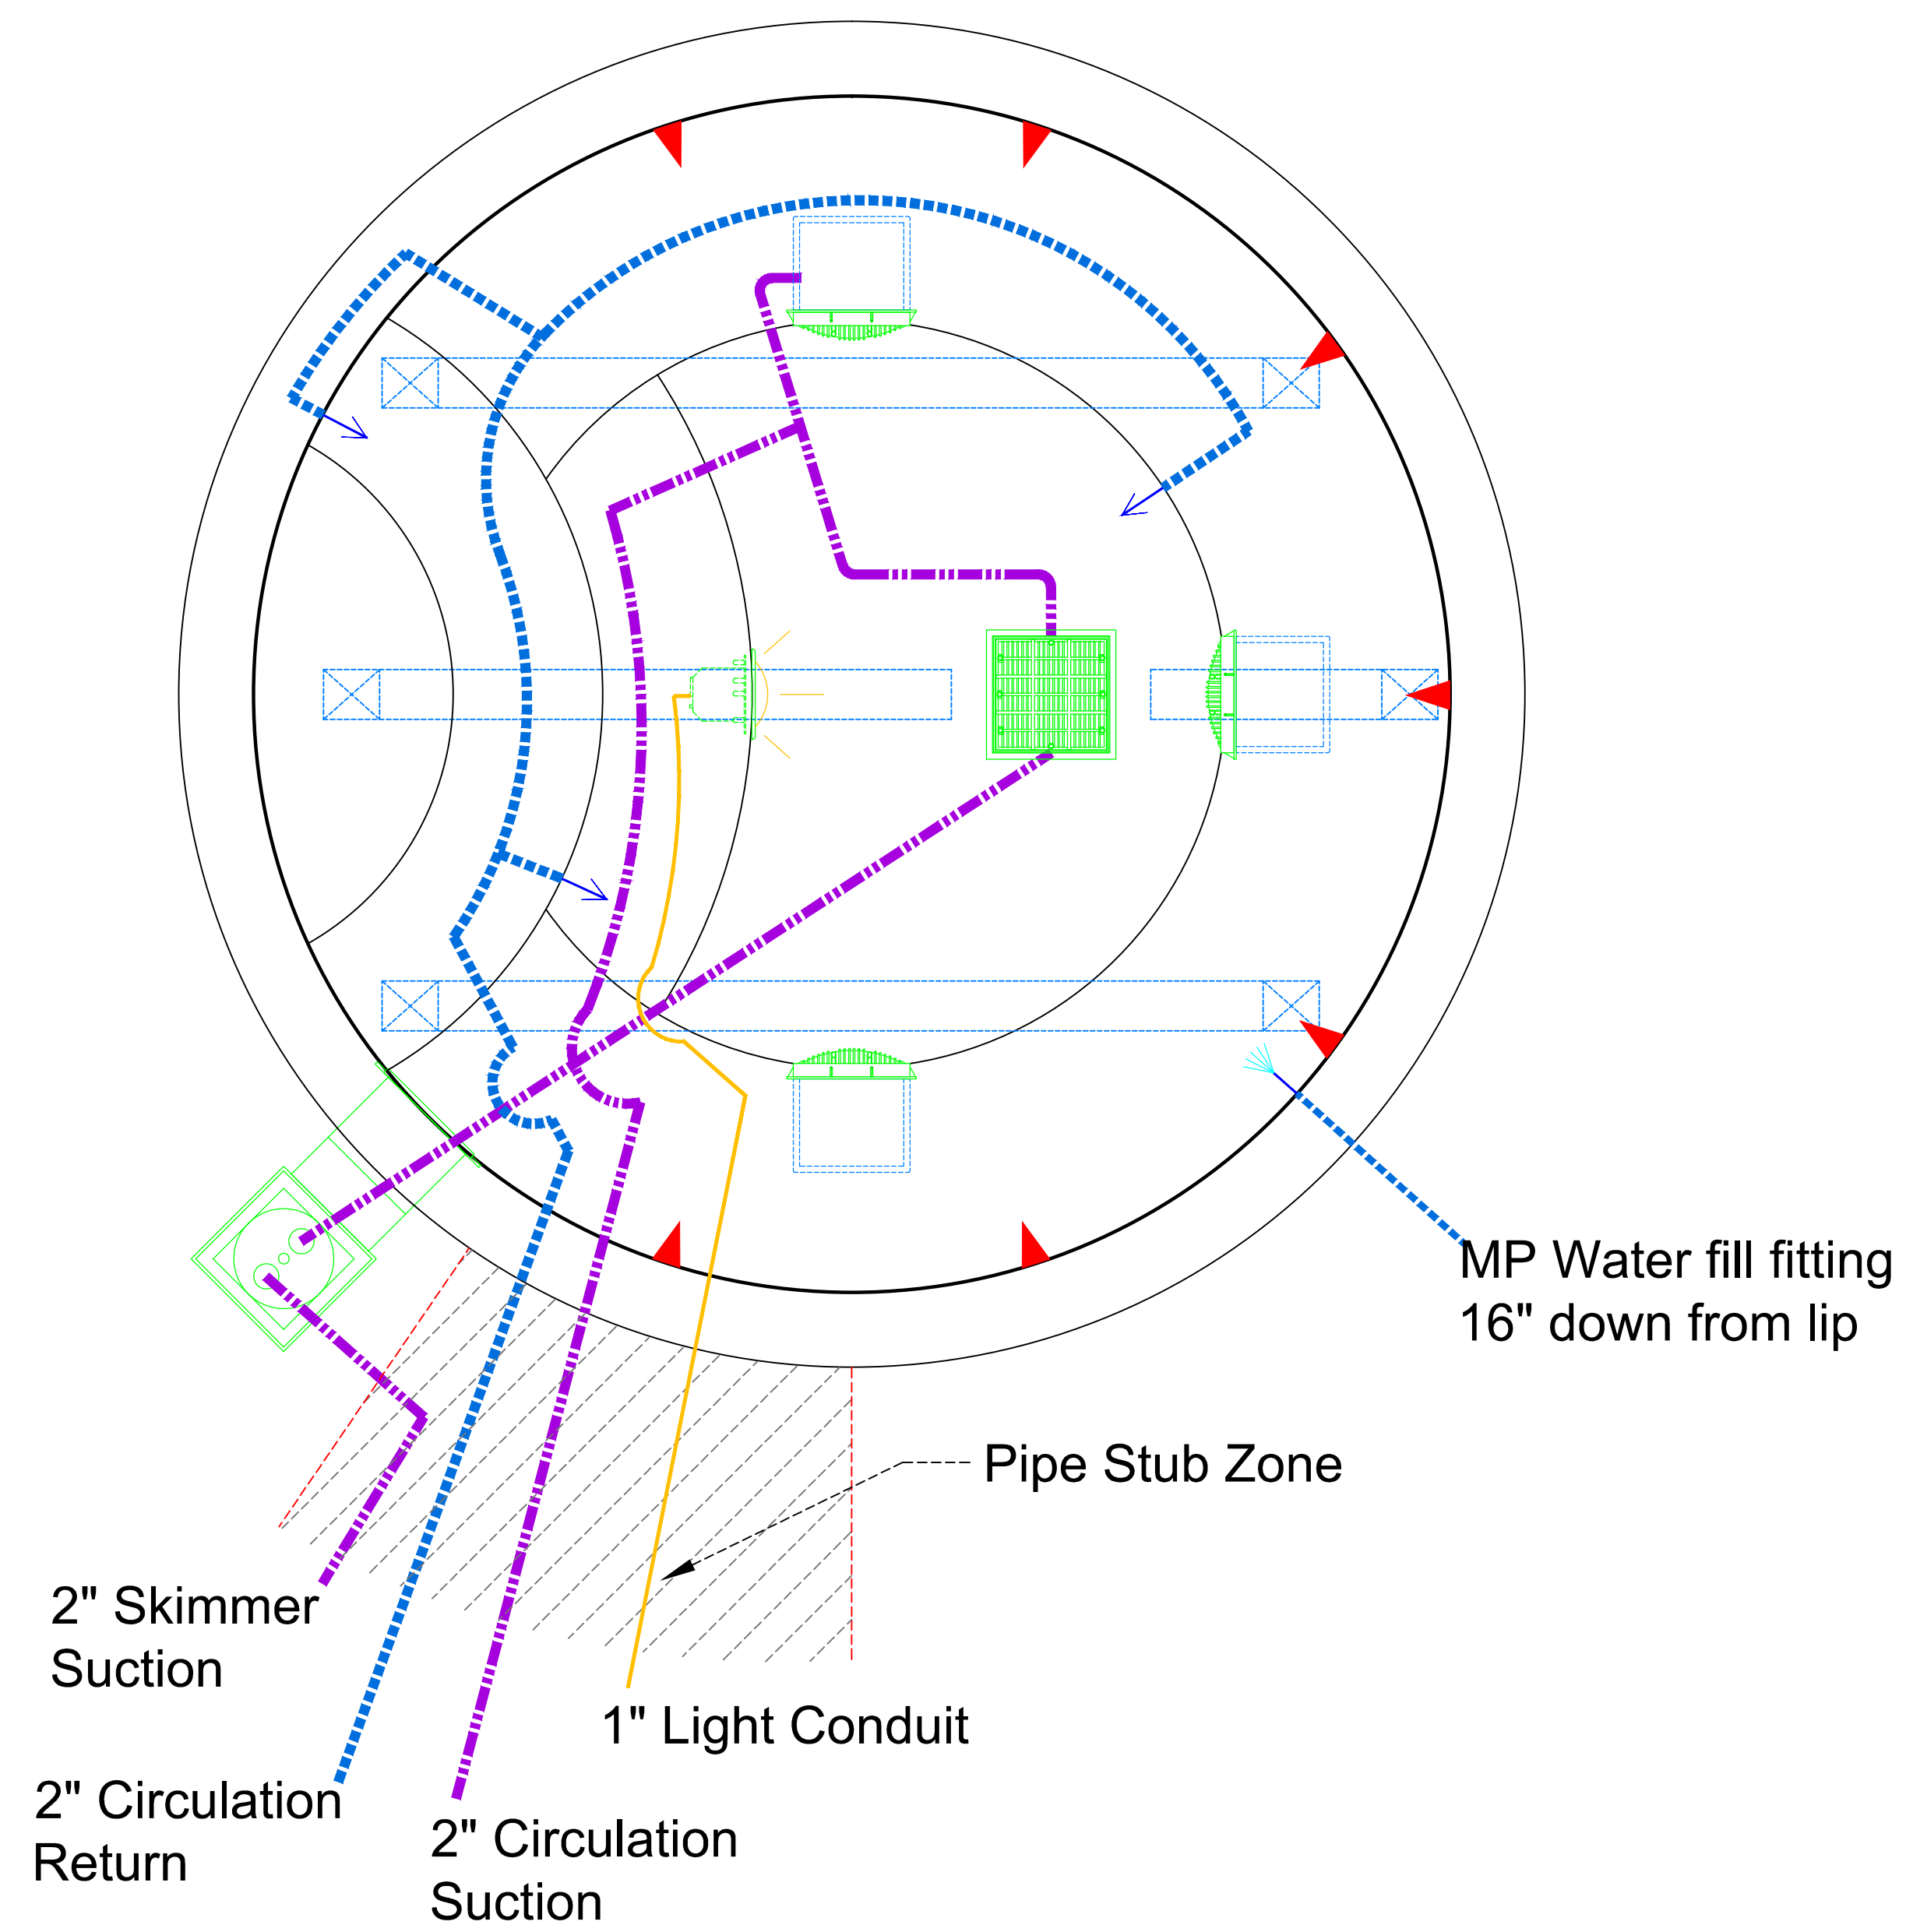 MP Water fill fitting
16" down from lip
Pipe Stub Zone
2" Skimmer
Suction
1" Light Conduit
2" Circulation
Return
2" Circulation
Suction